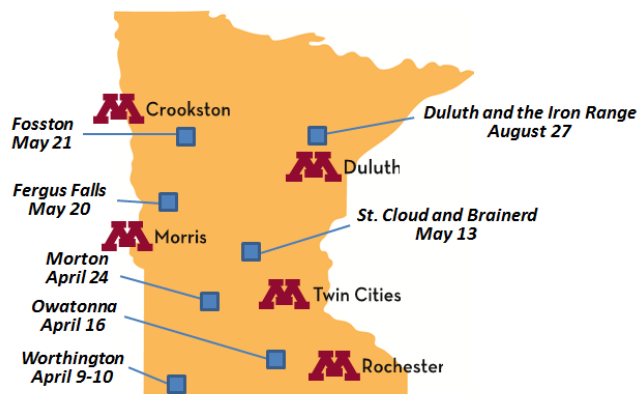 Crookston
Fosston
May 21
Duluth and the Iron Range
August 27
Duluth
Fergus Falls
May 20
St. Cloud and Brainerd
May 13
Morris
Morton
April 24
Twin Cities
Owatonna
April 16
Worthington
April 9-10
Rochester